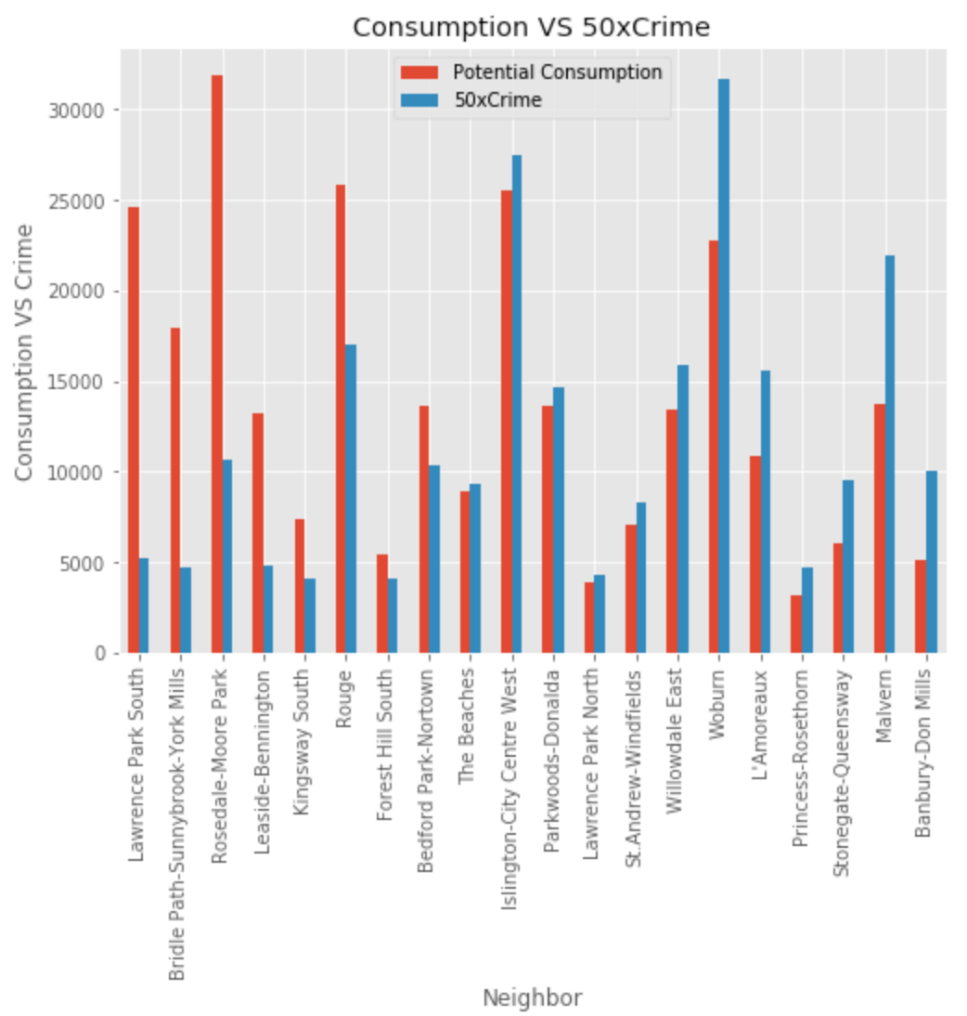 Consumption VS 50xCrime
Potential Consumption
50xCrime
Consumption VS Crime
30000
25000
20000
15000
10000
5000
0
Lawrence Park South
Bridle Path-Sunnybrook-York Mills
Rosedale-Moore Park
Leaside-Bennington
Kingsway South
Rouge
Forest Hill South
Bedford Park-Nortown
The Beaches
Islington-City Centre West
Parkwoods-Donalda
Lawrence Park North
St.Andrew-Windfields
Willowdale East
Woburn
L'Amoreaux
Princess-Rosethorn
Stonegate-Queensway
Malvern
Banbury-Don Mills
Neighbor